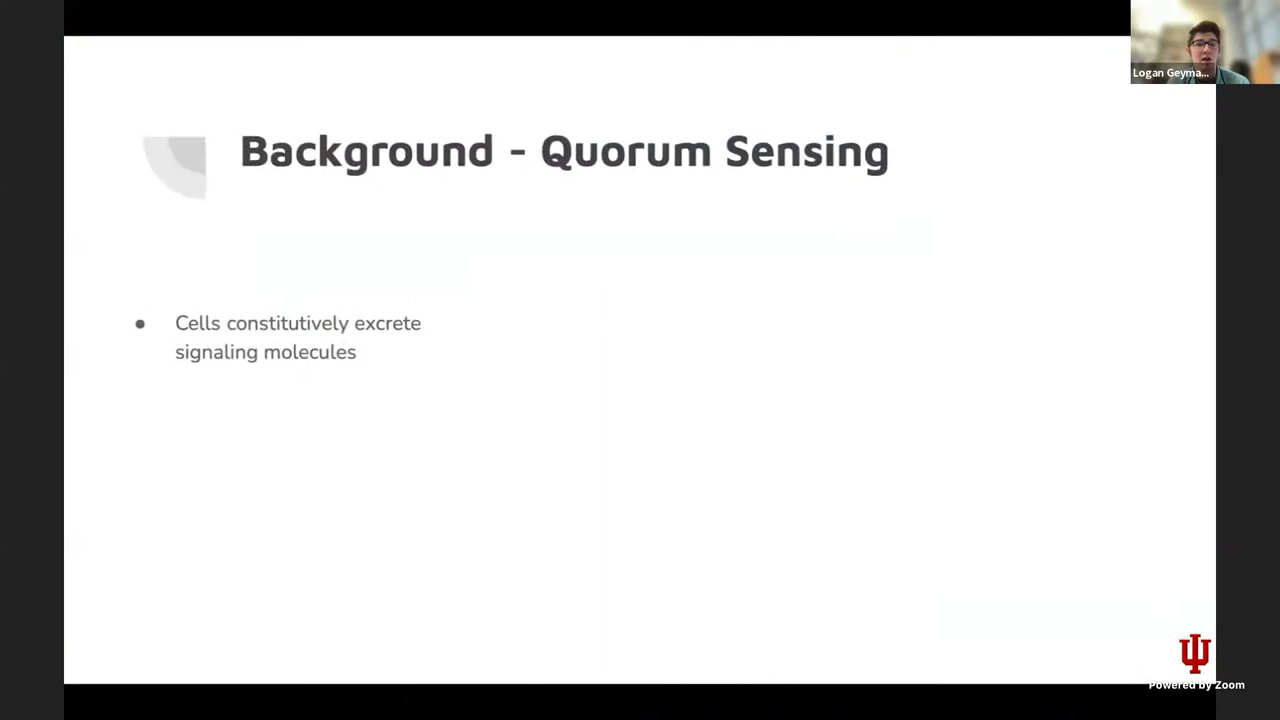 Logan Geyma...
Background - Quorum Sensing
● Cells constitutively excrete
signaling molecules
Powered by Zoom